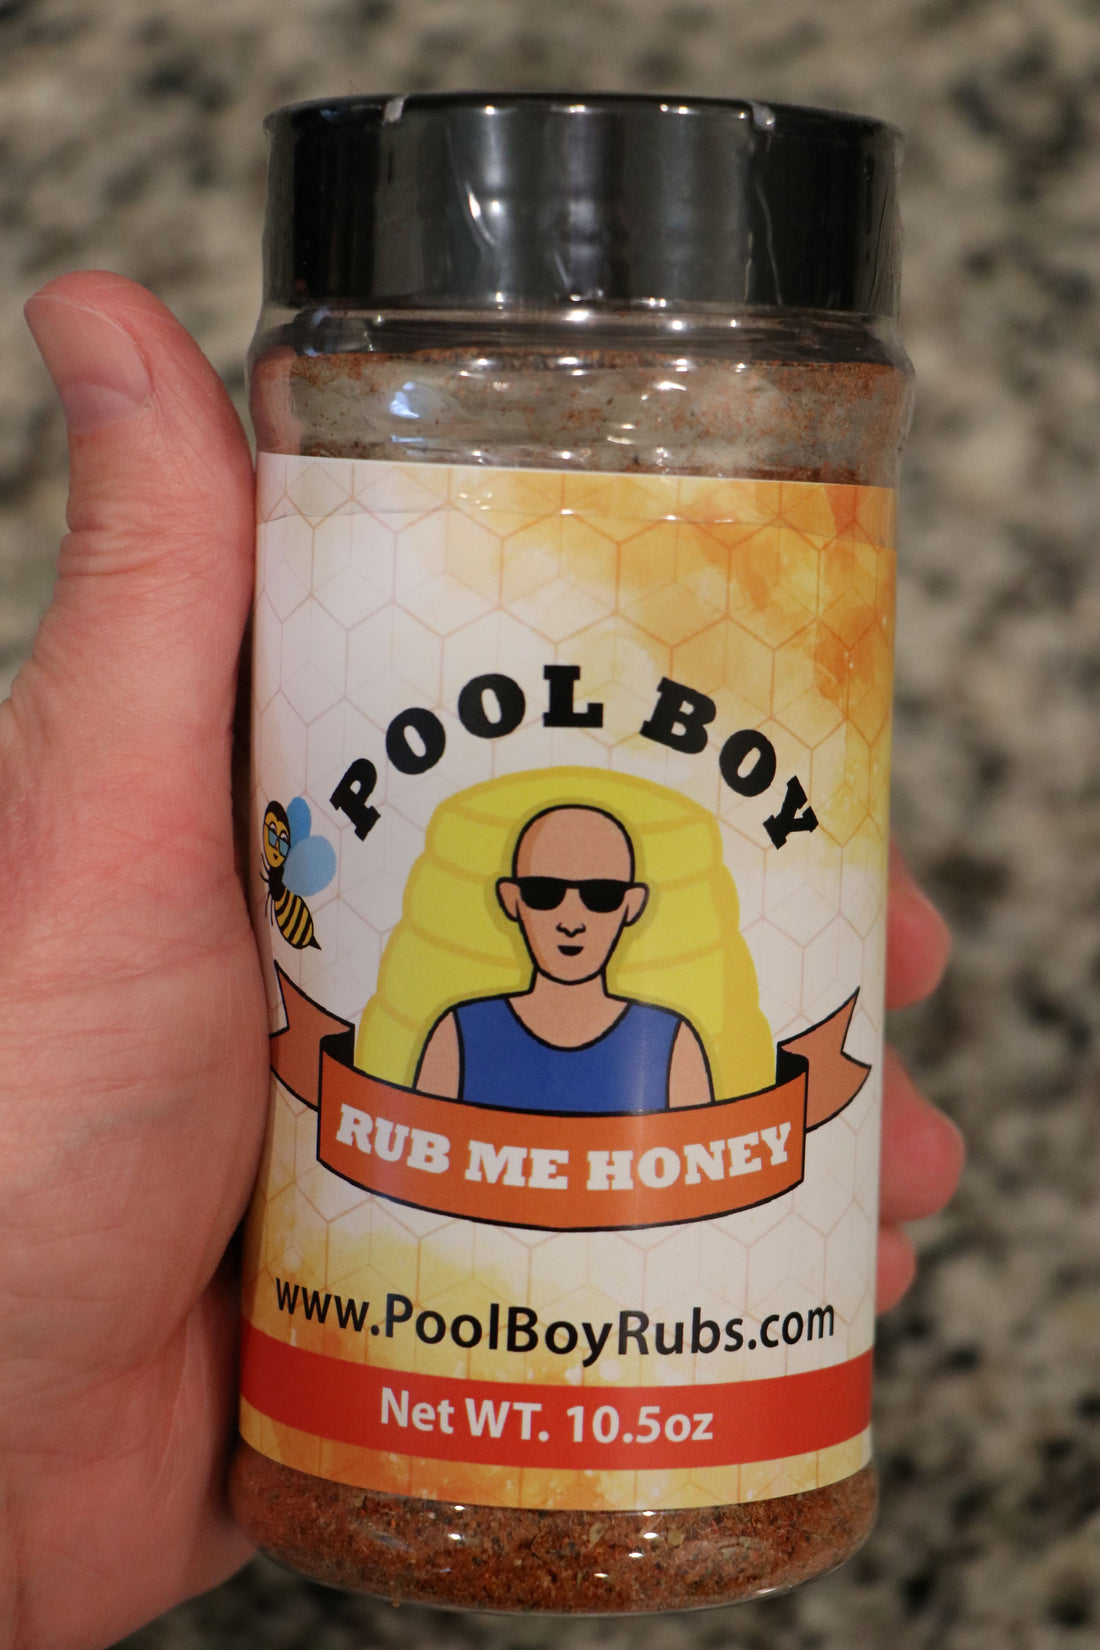 POOL BOY
RUB ME HONEY
www.PoolBoyRubs.com
Net WT. 10.5oz